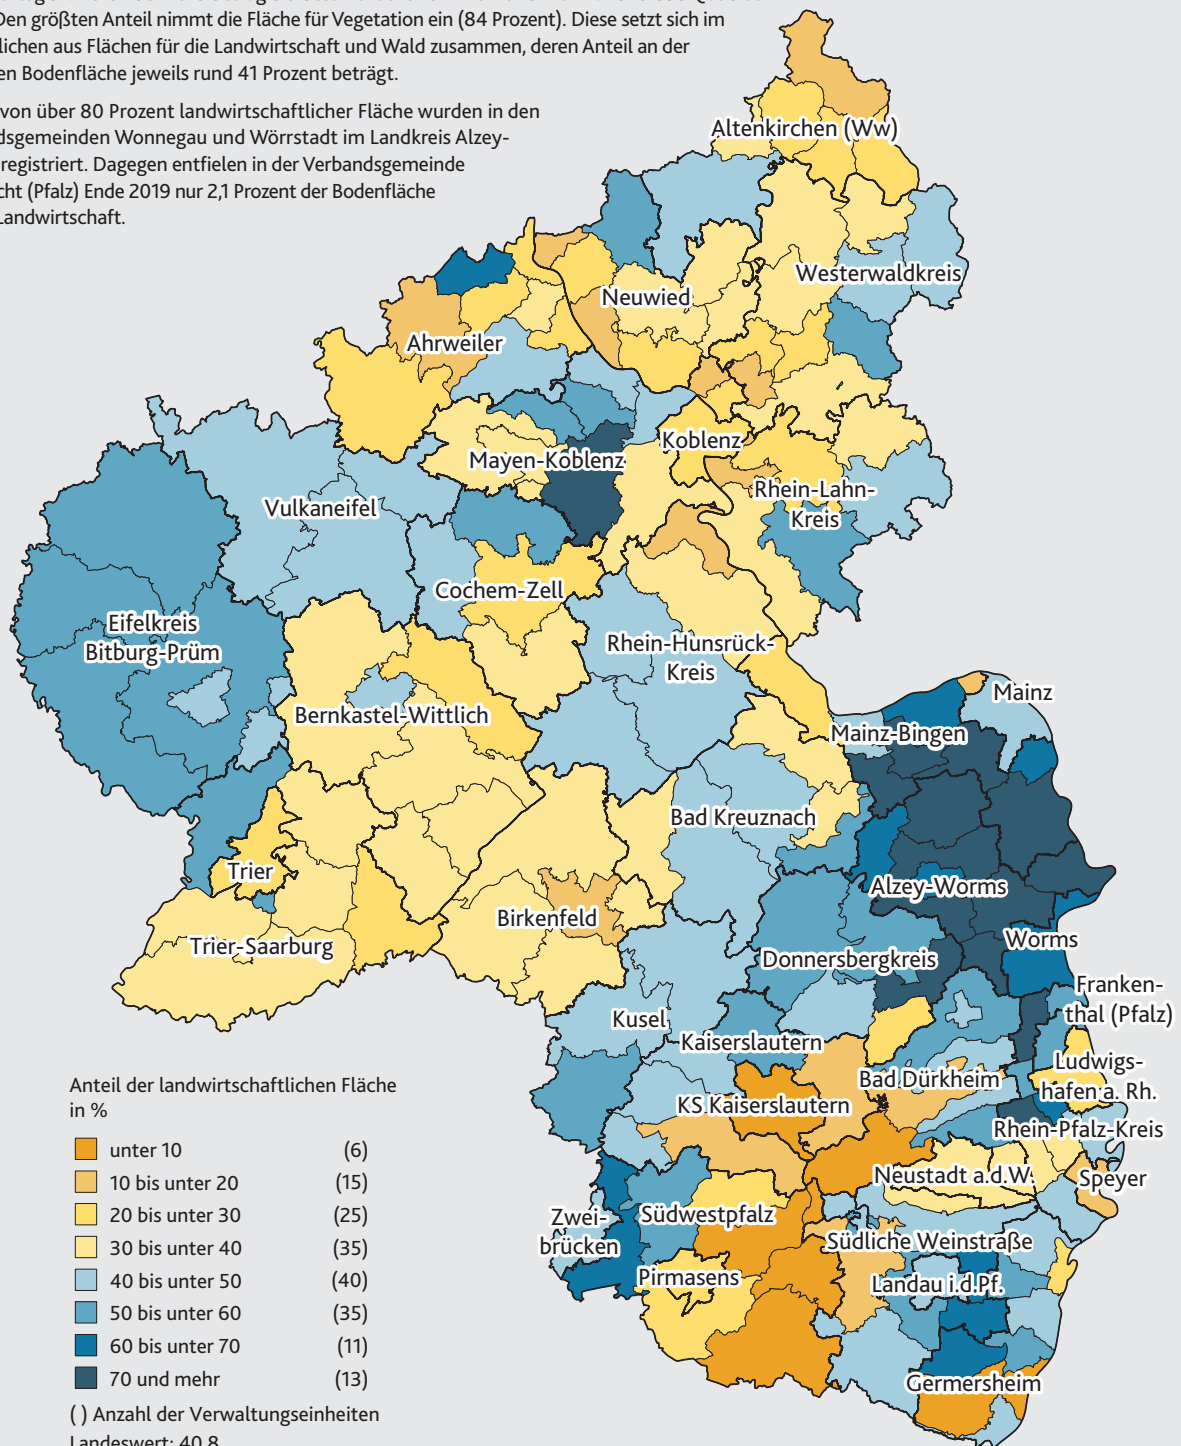 Den größten Anteil nimmt die Fläche für Vegetation ein (84 Prozent). Diese setzt sich im
lichen aus Flächen für die Landwirtschaft und Wald zusammen, deren Anteil an der
en Bodenfläche jeweils rund 41 Prozent beträgt.
von über 80 Prozent landwirtschaftlicher Fläche wurden in den
dsgemeinden Wonnegau und Wörrstadt im Landkreis Alzey-
registriert. Dagegen entfielen in der Verbandsgemeinde
cht (Pfalz) Ende 2019 nur 2,1 Prozent der Bodenfläche
Landwirtschaft.
Altenkirchen (Ww)
Westerwaldkreis
Neuwied
Ahrweiler
Koblenz
Mayen-Koblenz
Rhein-Lahn-
Kreis
Vulkaneifel
Cochem-Zell
Eifelkreis
Bitburg-Prüm
Rhein-Hunsrück-
Kreis
Mainz
Bernkastel-Wittlich
Mainz-Bingen
Bad Kreuznach
Trier
Alzey-Worms
Birkenfeld
Trier-Saarburg
Worms
Donnersbergkreis
Franken-
thal (Pfalz)
Kusel
Kaiserslautern
Ludwigs-
hafen a. Rh.
Bad Dürkheim
KS.Kaiserslautern
Rhein-Pfalz-Kreis
Neustadt a.d.W.
Speyer
Zwei-
brücken
Südwestpfalz
Südliche Weinstraße
Pirmasens
Landau i.d.Pf.
Germersheim
Anteil der landwirtschaftlichen Fläche
in %
unter 10 (6)
10 bis unter 20 (15)
20 bis unter 30 (25)
30 bis unter 40 (35)
40 bis unter 50 (40)
50 bis unter 60 (35)
60 bis unter 70 (11)
70 und mehr (13)
( ) Anzahl der Verwaltungseinheiten
Landeswert: 40,8